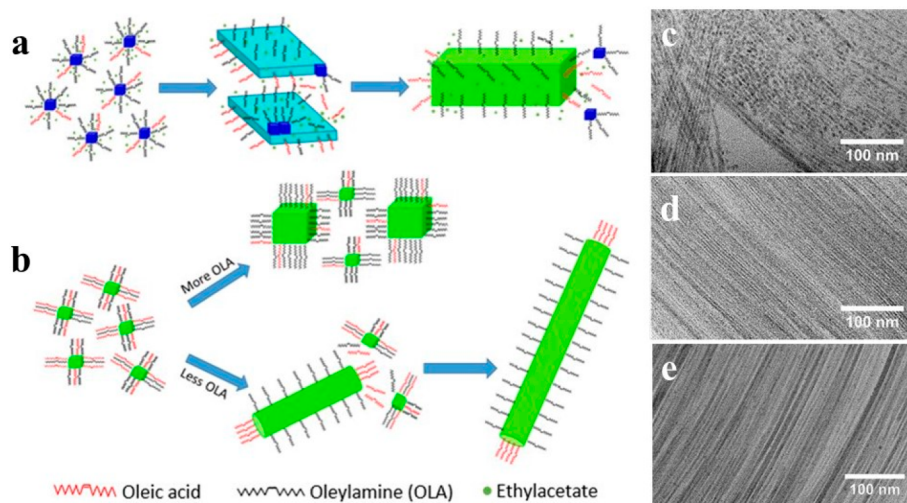 a
b
More OLA
Less OLA
Oleic acid
Oleylamine (OLA)
Ethylacetate
c
100 nm
d
100 nm
e
100 nm